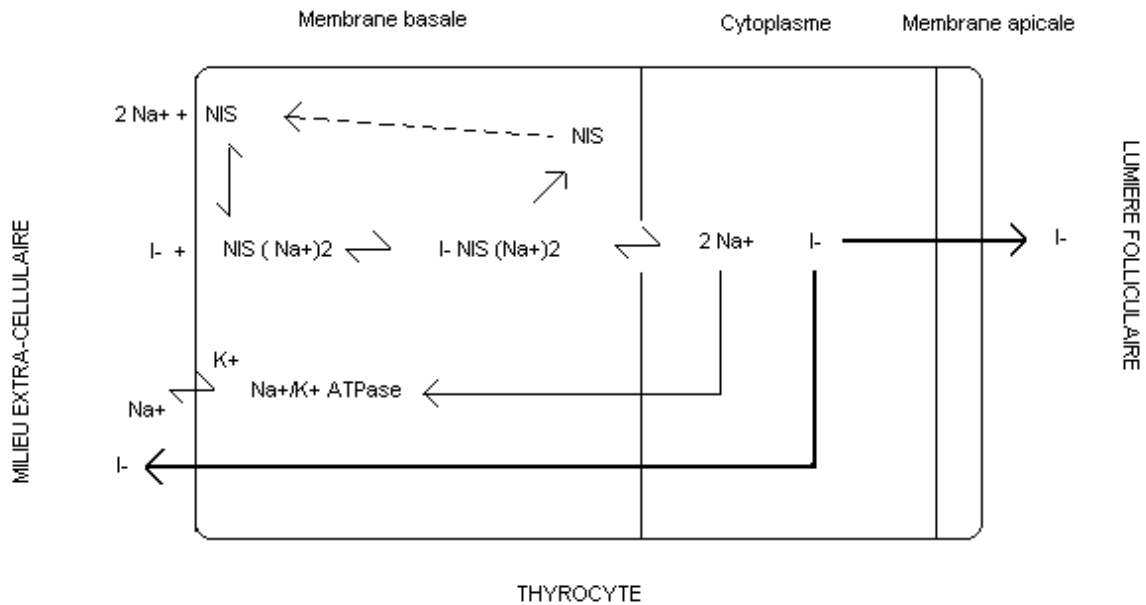 Membrane basale Cytoplasme Membrane apicale
2 Na+ + NIS
NIS
I- + NIS ( Na+)2 I- NIS (Na+)2 2 Na+ I- I-
K+
Na+/K+ ATPase
Na+
I-
MILIEU EXTRA-CELLULAIRE
LUMIERE FOLLICULAIRE
THYROCYTE